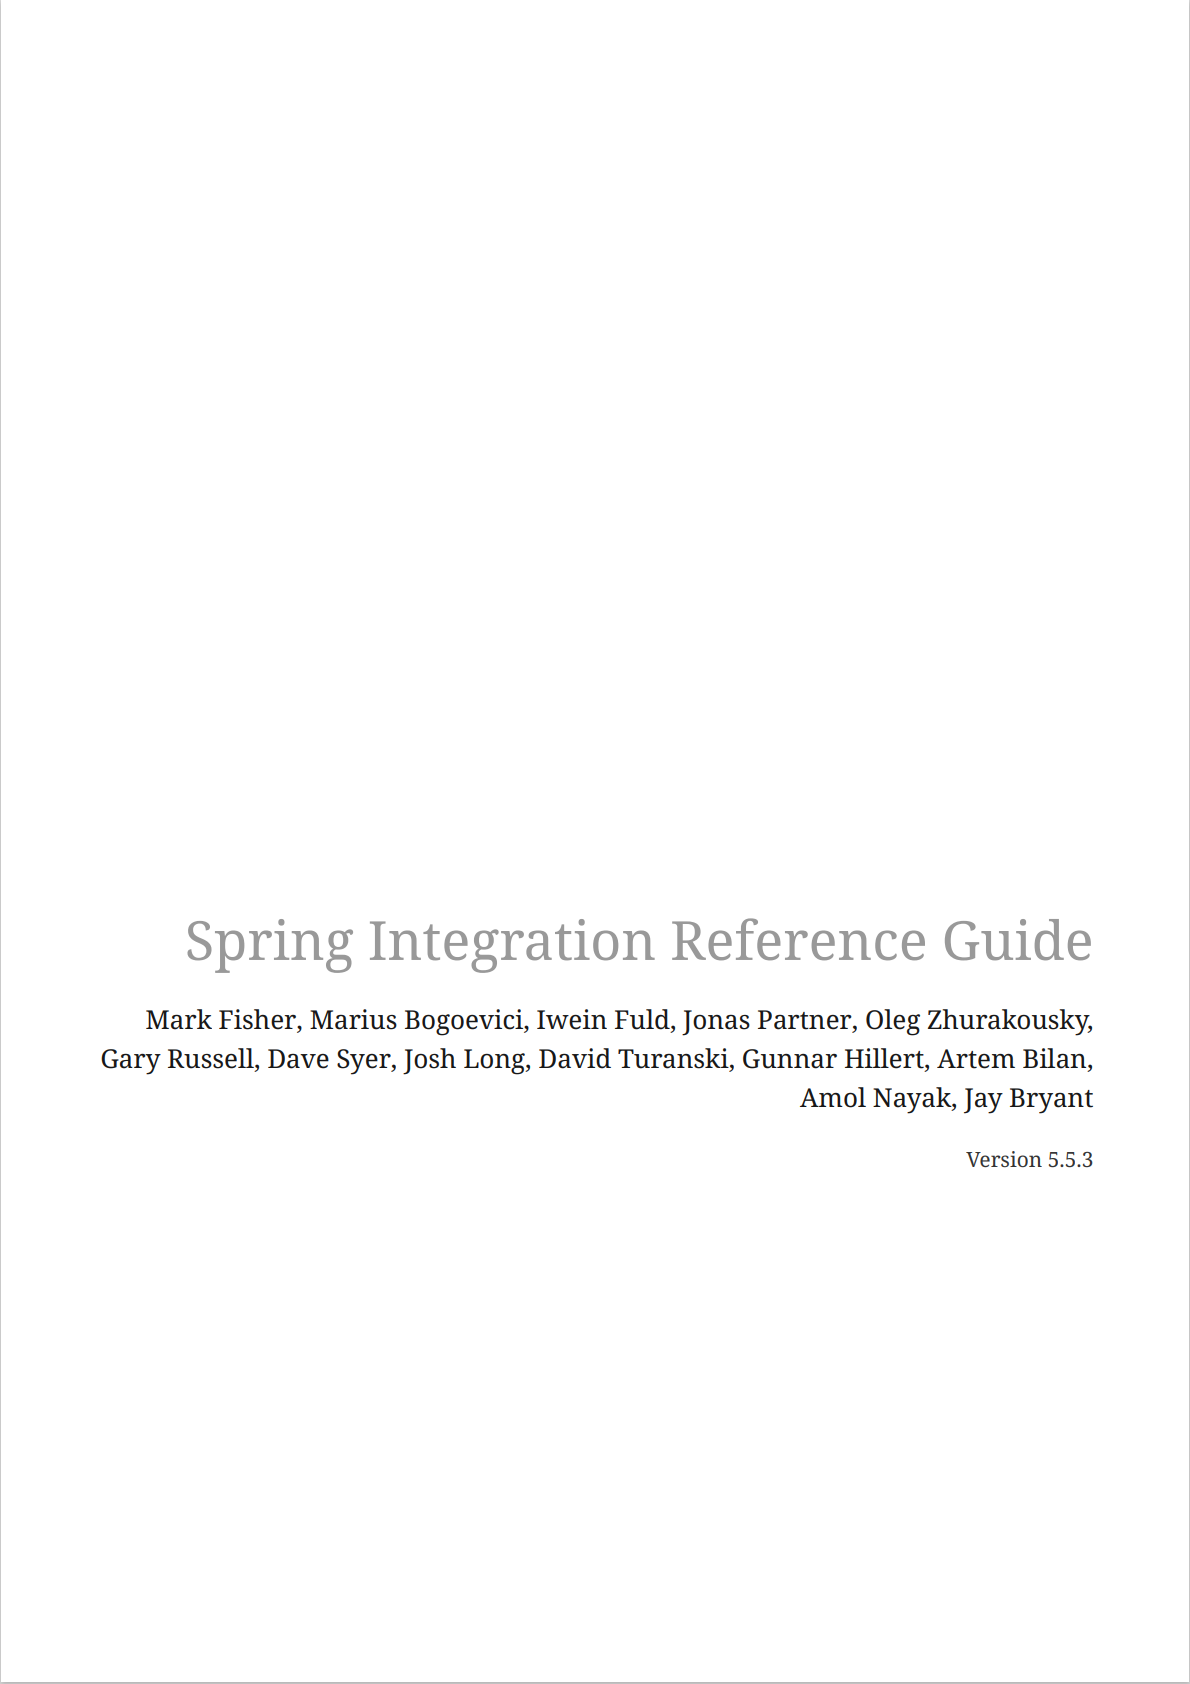 Spring Integration Reference Guide
Mark Fisher, Marius Bogoevici, Iwein Fuld, Jonas Partner, Oleg Zhurakousky,
Gary Russell, Dave Syer, Josh Long, David Turanski, Gunnar Hillert, Artem Bilan,
Amol Nayak, Jay Bryant
Version 5.5.3